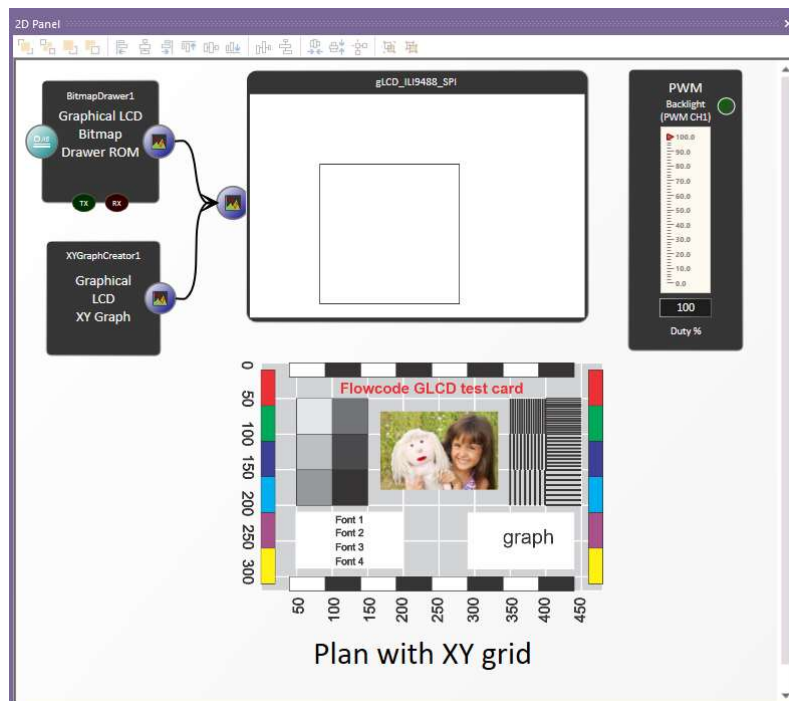 2D Panel
BitmapDrawer1
Graphical LCD
Bitmap
Drawer ROM
TX
RX
XYGraphCreator1
Graphical
LCD
XY Graph
gLCD_ILI9488_SPI
PWM
Backlight
(PWM CH1)
100.0
90.0
80.0
70.0
60.0
50.0
40.0
30.0
20.0
10.0
0.0
100
Duty %
Flowcode GLCD test card
0
50
100
150
200
250
300
Font 1
Font 2
Font 3
Font 4
graph
50
100
150
200
250
300
350
400
450
Plan with XY grid